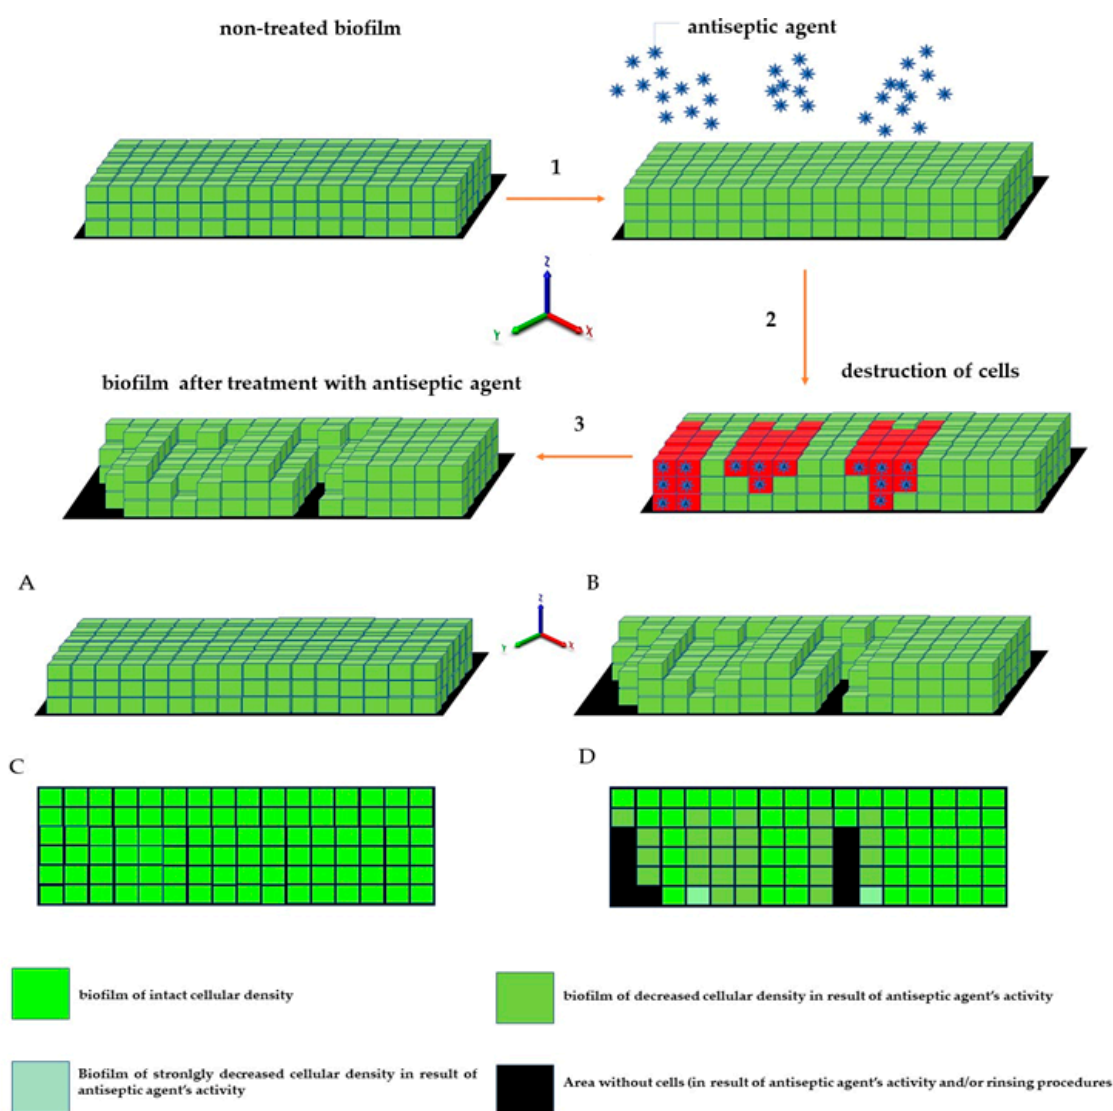 non-treated biofilm
antiseptic agent
1
Z
Y
X
2
biofilm after treatment with antiseptic agent
destruction of cells
3
A
B
Z
Y
X
C
D
biofilm of intact cellular density
biofilm of decreased cellular density in result of antiseptic agent's activity
Biofilm of stronlgly decreased cellular density in result of
antiseptic agent's activity
Area without cells (in result of antiseptic agent's activity and/or rinsing procedures